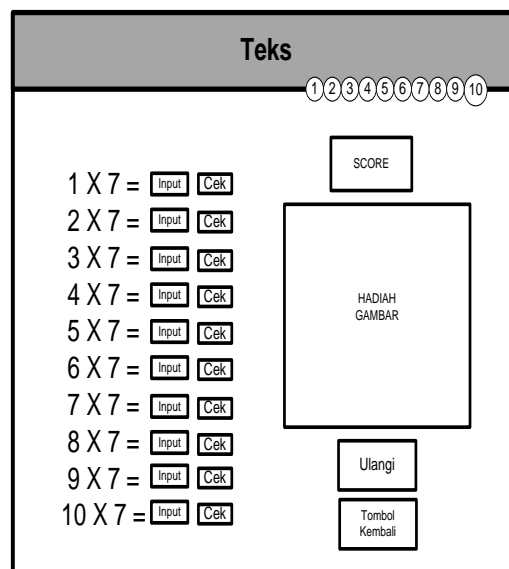 Teks
1 2 3 4 5 6 7 8 9 10
SCORE
1 X 7 = Input Cek
2 X 7 = Input Cek
3 X 7 = Input Cek
4 X 7 = Input Cek
5 X 7 = Input Cek
6 X 7 = Input Cek
7 X 7 = Input Cek
8 X 7 = Input Cek
9 X 7 = Input Cek
10 X 7 = Input Cek
HADIAH
GAMBAR
Ulangi
Tombol
Kembali